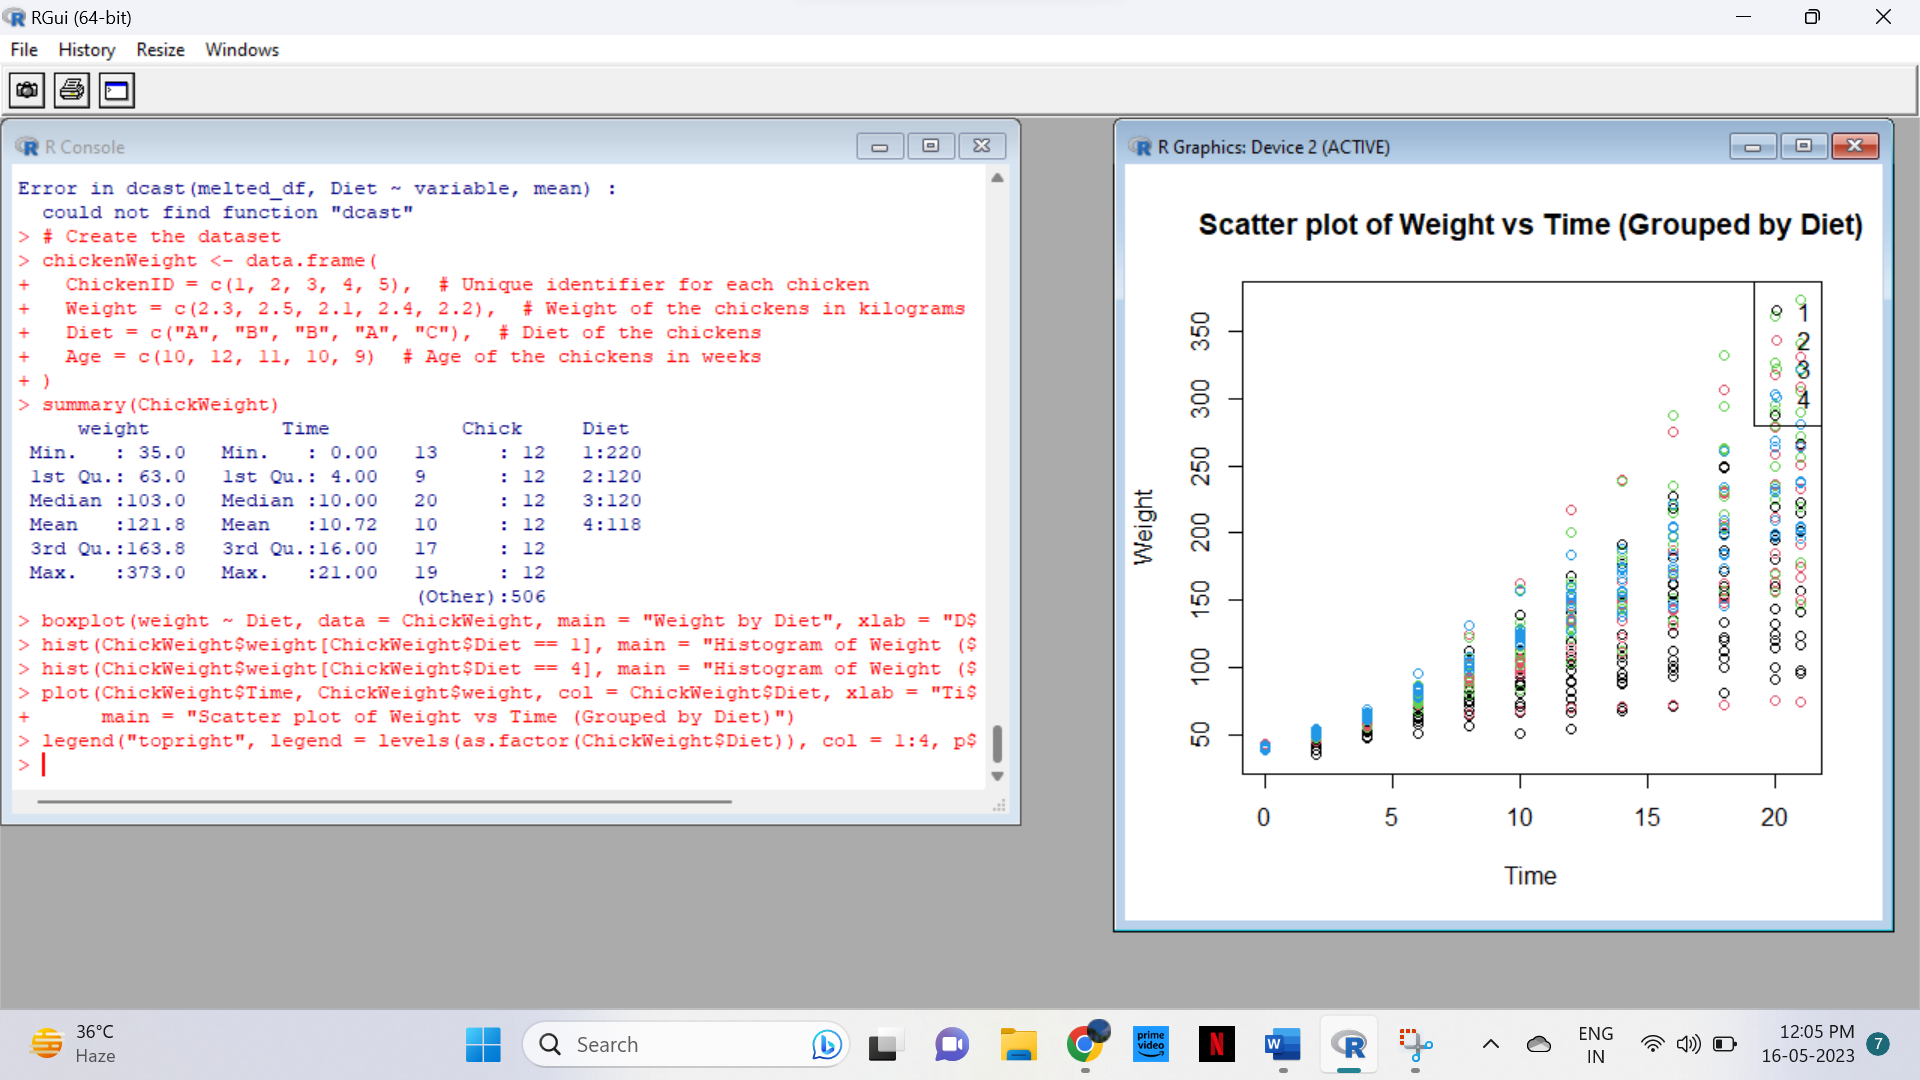 RGui (64-bit)
File History Resize Windows
R Console
Error in dcast(melted_df, Diet ~ variable, mean) :
  could not find function "dcast"
> # Create the dataset
> chickenWeight <- data.frame(
+   ChickenID = c(1, 2, 3, 4, 5),  # Unique identifier for each chicken
+   Weight = c(2.3, 2.5, 2.1, 2.4, 2.2),  # Weight of the chickens in kilograms
+   Diet = c("A", "B", "B", "A", "C"),  # Diet of the chickens
+   Age = c(10, 12, 11, 10, 9)  # Age of the chickens in weeks
+ )
> summary(ChickWeight)
     weight           Time           Chick     Diet
 Min.   : 35.0   Min.   : 0.00   13     : 12   1:220
 1st Qu.: 63.0   1st Qu.: 4.00   9      : 12   2:120
 Median :103.0   Median :10.00   20     : 12   3:120
 Mean   :121.8   Mean   :10.72   10     : 12   4:118
 3rd Qu.:163.8   3rd Qu.:16.00   17     : 12
 Max.   :373.0   Max.   :21.00   19     : 12
                                 (Other):506
> boxplot(weight ~ Diet, data = ChickWeight, main = "Weight by Diet", xlab = "D$
> hist(ChickWeight$weight[ChickWeight$Diet == 1], main = "Histogram of Weight ($
> hist(ChickWeight$weight[ChickWeight$Diet == 4], main = "Histogram of Weight ($
> plot(ChickWeight$Time, ChickWeight$weight, col = ChickWeight$Diet, xlab = "Ti$
+      main = "Scatter plot of Weight vs Time (Grouped by Diet)")
> legend("topright", legend = levels(as.factor(ChickWeight$Diet)), col = 1:4, p$
>
R Graphics: Device 2 (ACTIVE)
Scatter plot of Weight vs Time (Grouped by Diet)
1
2
3
4
350
300
250
200
150
100
50
Weight
0 5 10 15 20
Time
36°C
Haze
Search
prime
video
N
W
R
ENG
IN
12:05 PM
16-05-2023
7